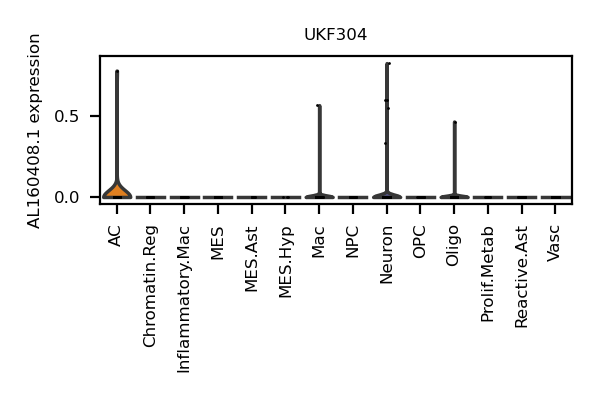 UKF304
AL160408.1 expression
0.5
0.0
AC
Chromatin.Reg
Inflammatory.Mac
MES
MES.Ast
MES.Hyp
Mac
NPC
Neuron
OPC
Oligo
Prolif.Metab
Reactive.Ast
Vasc